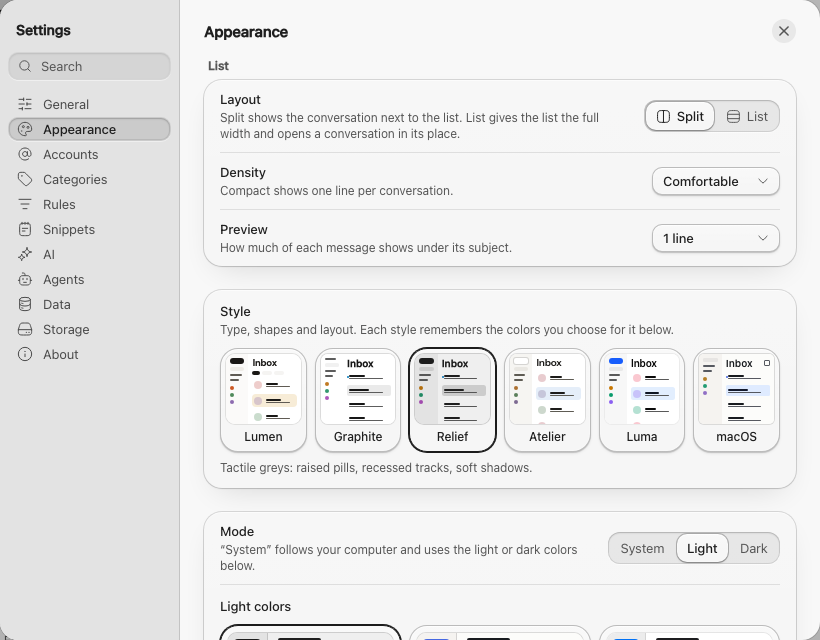 Settings
Search
General
Appearance
Accounts
Categories
Rules
Snippets
AI
Agents
Data
Storage
About
Appearance
List
Layout
Split shows the conversation next to the list. List gives the list the full
width and opens a conversation in its place.
Split
List
Density
Compact shows one line per conversation.
Comfortable
Preview
How much of each message shows under its subject.
1 line
Style
Type, shapes and layout. Each style remembers the colors you choose for it below.
Inbox
Inbox
Inbox
Inbox
Inbox
Inbox
Lumen
Graphite
Relief
Atelier
Luma
macOS
Tactile greys: raised pills, recessed tracks, soft shadows.
Mode
“System” follows your computer and uses the light or dark colors
below.
System
Light
Dark
Light colors